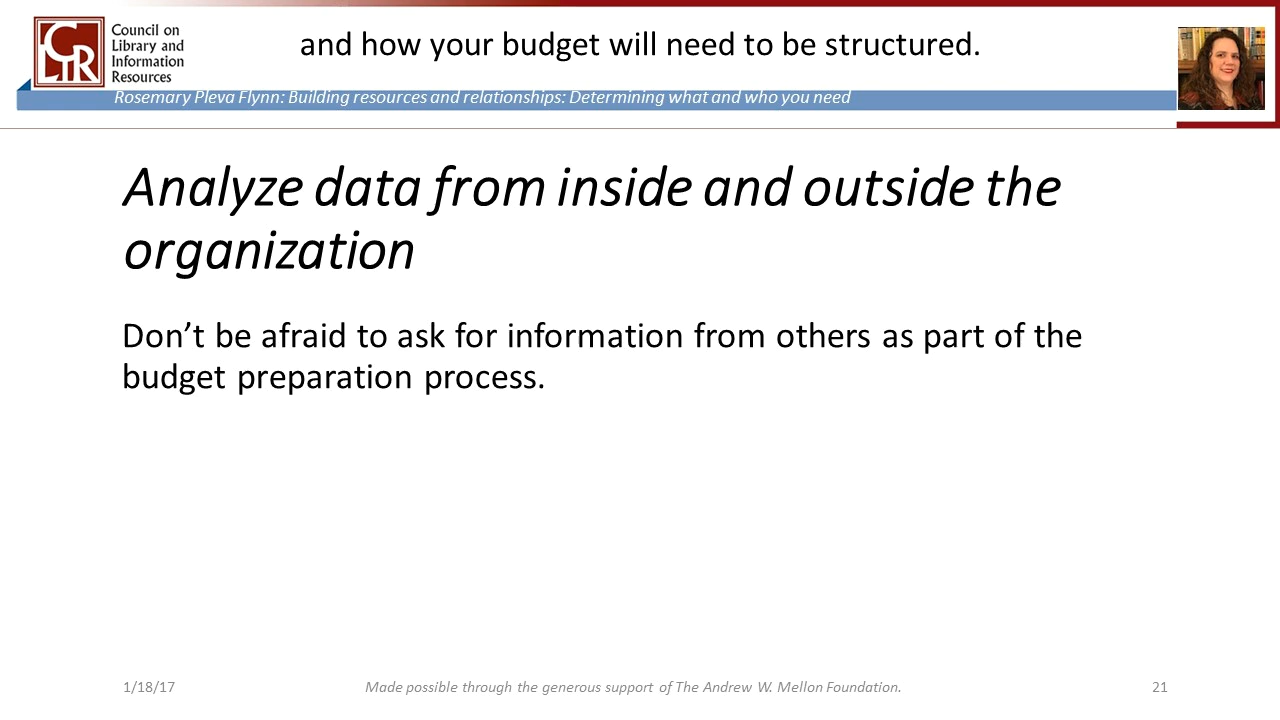 CLIR
Council on
Library and
Information
Resources
and how your budget will need to be structured.
Rosemary Pleva Flynn: Building resources and relationships: Determining what and who you need
Analyze data from inside and outside the
organization
Don’t be afraid to ask for information from others as part of the
budget preparation process.
1/18/17
Made possible through the generous support of The Andrew W. Mellon Foundation.
21